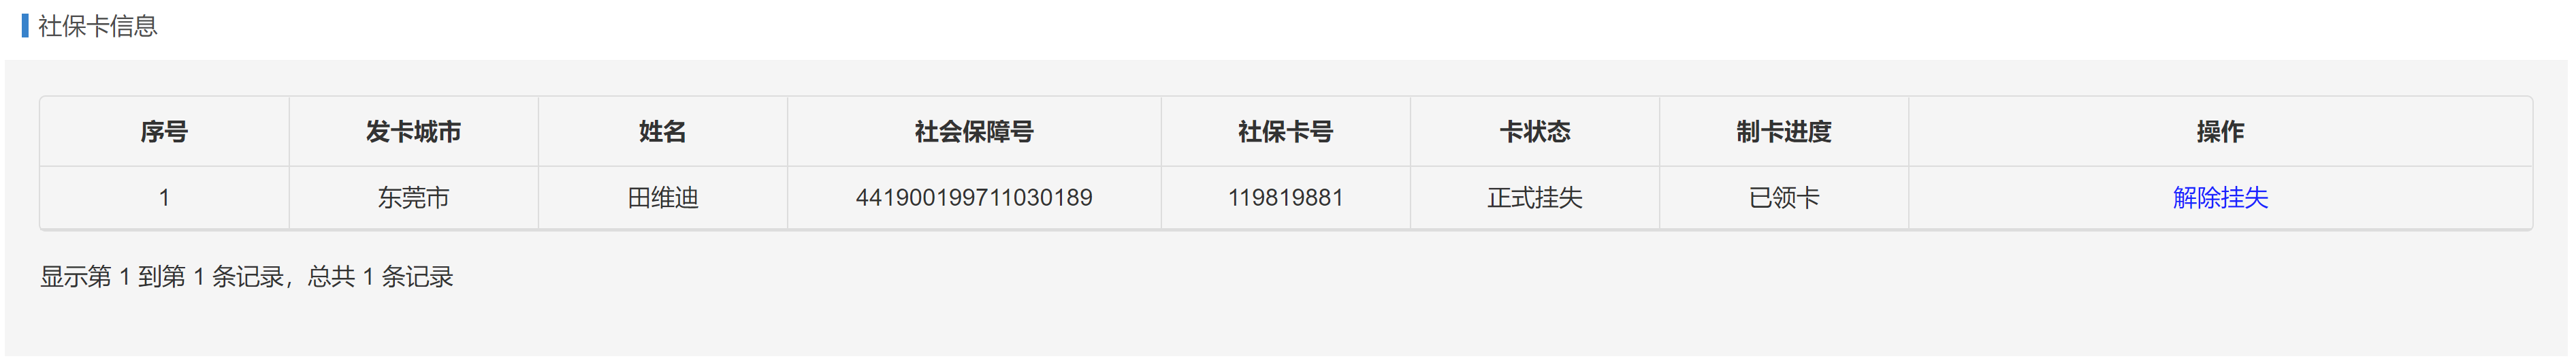 社保卡信息
序号 发卡城市 姓名 社会保障号 社保卡号 卡状态 制卡进度 操作
1 东莞市 田维迪 441900199711030189 119819881 正式挂失 已领卡 解除挂失
显示第 1 到第 1 条记录，总共 1 条记录